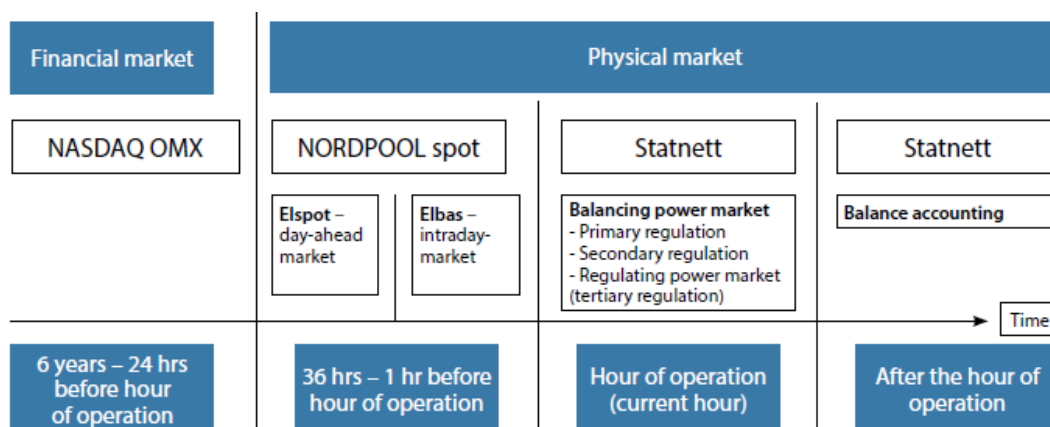 Financial market
Physical market
NASDAQ OMX
NORDPOOL spot
Statnett
Statnett
Elspot –
day-ahead
market
Elbas –
intraday-
market
Balancing power market
- Primary regulation
- Secondary regulation
- Regulating power market
(tertiary regulation)
Balance accounting
Time
6 years – 24 hrs
before hour
of operation
36 hrs – 1 hr before
hour of operation
Hour of operation
(current hour)
After the hour of
operation